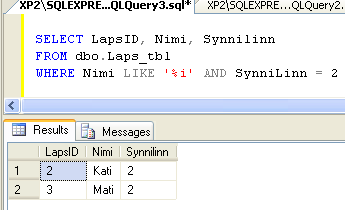 XP2\SQLEXPRE...QLQuery3.sql* XP2\SQLEXPRE...QLQuery2.
SELECT LapsID, Nimi, Synnilinn
FROM dbo.Laps_tbl
WHERE Nimi LIKE '%i' AND SynniLinn = 2
Results Messages
LapsID Nimi Synnilinn
1 2 Kati 2
2 3 Mati 2